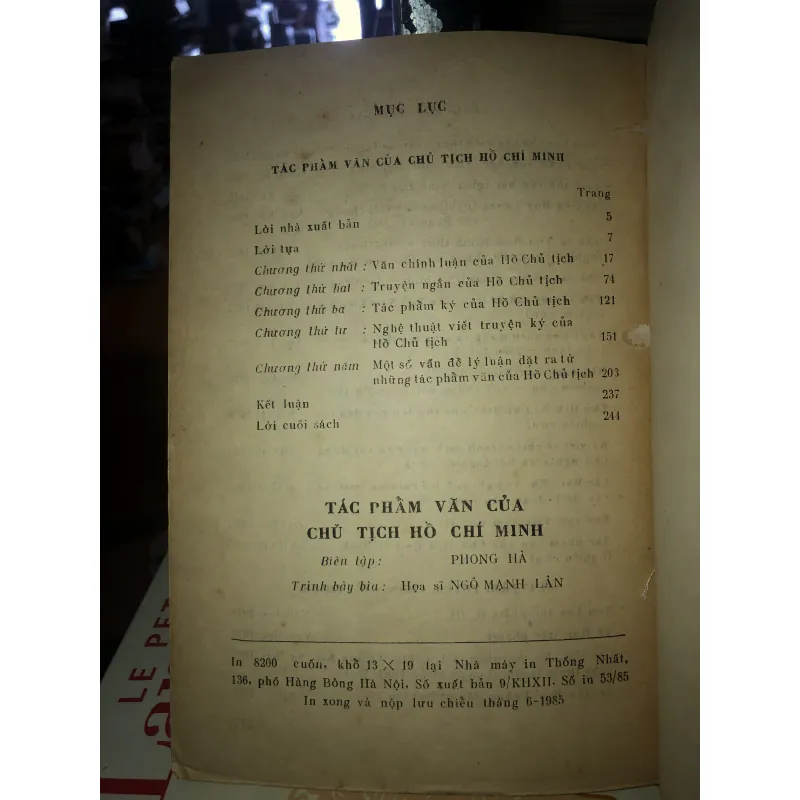 MỤC LỤC
TÁC PHẨM VĂN CỦA CHỦ TỊCH HỒ CHÍ MINH
Trang
Lời nhà xuất bản 5
Lời tựa 7
Chương thứ nhất : Văn chính luận của Hồ Chủ tịch 17
Chương thứ hai : Truyện ngắn của Hồ Chủ tịch 74
Chương thứ ba : Tác phẩm ký của Hồ Chủ tịch 121
Chương thứ tư : Nghệ thuật viết truyện ký của
Hồ Chủ tịch 151
Chương thứ năm Một số vấn đề lý luận đặt ra từ
những tác phẩm văn của Hồ Chủ tịch 203
Kết luận 237
Lời cuối sách 244
TÁC PHẨM VĂN CỦA
CHỦ TỊCH HỒ CHÍ MINH
Biên tập: PHONG HÀ
Trình bày bìa: Họa sĩ NGÔ MẠNH LÂN
In 8200 cuốn, khổ 13 × 19 tại Nhà máy in Thống Nhất,
136, phố Hàng Bông Hà Nội. Số xuất bản 9/KHXII. Số in 53/85
In xong và nộp lưu chiểu tháng 6-1985
LE PET